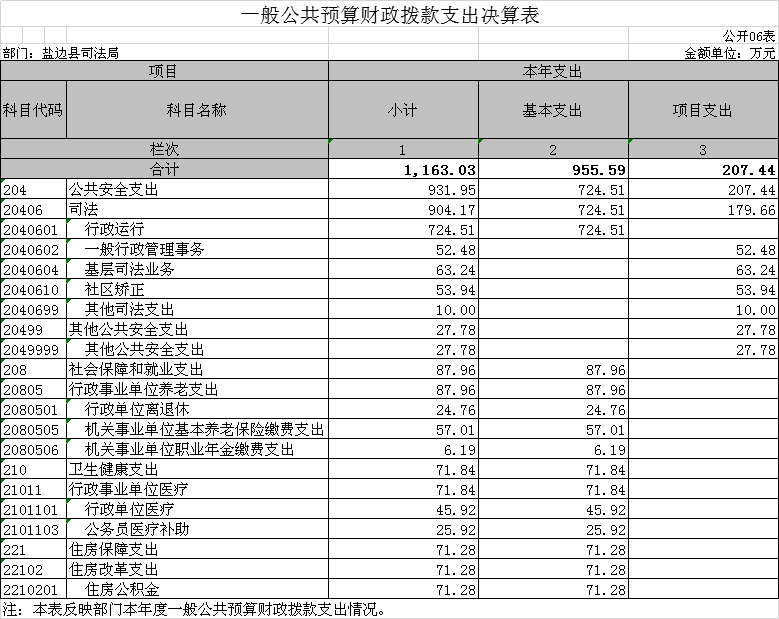 一般公共预算财政拨款支出决算表
公开06表
部门：盐边县司法局 金额单位：万元
项目 本年支出
科目代码 科目名称 小计 基本支出 项目支出
栏次 1 2 3
合计 1,163.03 955.59 207.44
204 公共安全支出 931.95 724.51 207.44
20406 司法 904.17 724.51 179.66
2040601 行政运行 724.51 724.51
2040602 一般行政管理事务 52.48 52.48
2040604 基层司法业务 63.24 63.24
2040610 社区矫正 53.94 53.94
2040699 其他司法支出 10.00 10.00
20499 其他公共安全支出 27.78 27.78
2049999 其他公共安全支出 27.78 27.78
208 社会保障和就业支出 87.96 87.96
20805 行政事业单位养老支出 87.96 87.96
2080501 行政单位离退休 24.76 24.76
2080505 机关事业单位基本养老保险缴费支出 57.01 57.01
2080506 机关事业单位职业年金缴费支出 6.19 6.19
210 卫生健康支出 71.84 71.84
21011 行政事业单位医疗 71.84 71.84
2101101 行政单位医疗 45.92 45.92
2101103 公务员医疗补助 25.92 25.92
221 住房保障支出 71.28 71.28
22102 住房改革支出 71.28 71.28
2210201 住房公积金 71.28 71.28
注：本表反映部门本年度一般公共预算财政拨款支出情况。